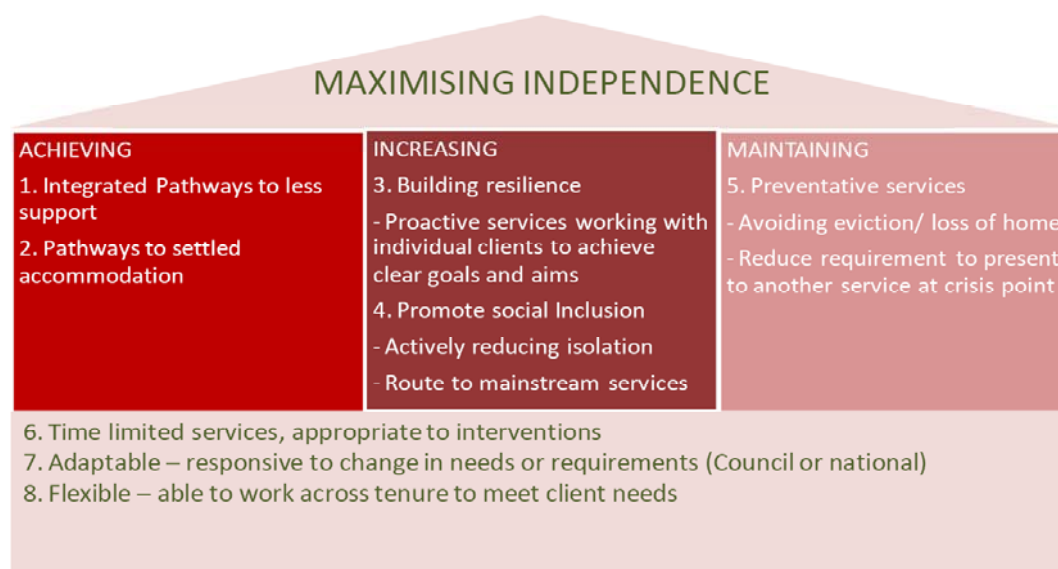 MAXIMISING INDEPENDENCE
ACHIEVING
1. Integrated Pathways to less
support
2. Pathways to settled
accommodation
INCREASING
3. Building resilience
- Proactive services working with
individual clients to achieve
clear goals and aims
4. Promote social Inclusion
- Actively reducing isolation
- Route to mainstream services
MAINTAINING
5. Preventative services
- Avoiding eviction/ loss of home
- Reduce requirement to present
to another service at crisis point
6. Time limited services, appropriate to interventions
7. Adaptable – responsive to change in needs or requirements (Council or national)
8. Flexible – able to work across tenure to meet client needs